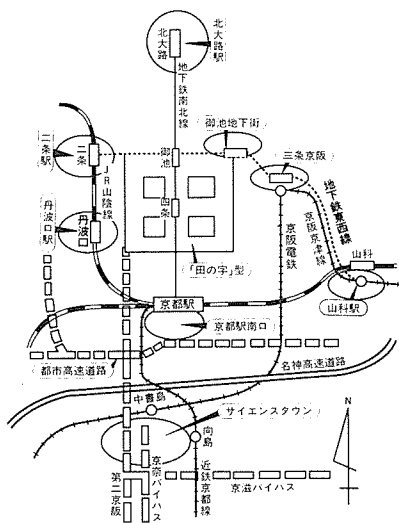 北大路
北大路駅
地下鉄南北線
御池地下街
二条駅
二条
御池
三条京阪
JR山陰線
四条
地下鉄東西線
京阪京津線
丹波口駅
丹波口
京阪電鉄
山科
「田の字」型
京都駅
山科駅
京都駅南口
都市高速道路
名神高速道路
中書島
サイエンスタウン
向島
N
第二京阪
京奈バイパス
近鉄京都線
京滋バイパス